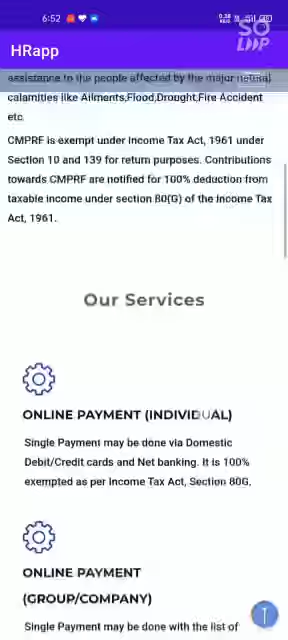 6:52
SO
LOOP
HRapp
assistance to the people affected by the major natural
calamities like Ailments,Flood,Drought,Fire Accident
etc
CMPRF is exempt under Income Tax Act, 1961 under
Section 10 and 139 for return purposes. Contributions
towards CMPRF are notified for 100% deduction from
taxable income under section 80(G) of the Income Tax
Act, 1961.
Our Services
ONLINE PAYMENT (INDIVIDUAL)
Single Payment may be done via Domestic
Debit/Credit cards and Net banking. It is 100%
exempted as per Income Tax Act, Section 80G.
ONLINE PAYMENT
(GROUP/COMPANY)
Single Payment may be done with the list of